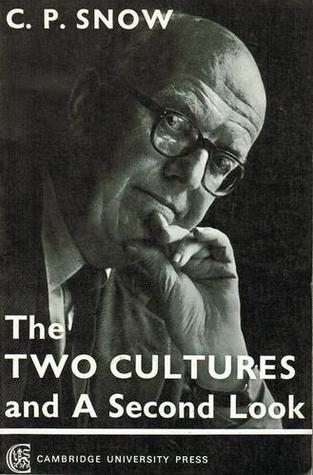 C. P. SNOW
The
TWO CULTURES
and A Second Look
CAMBRIDGE UNIVERSITY PRESS